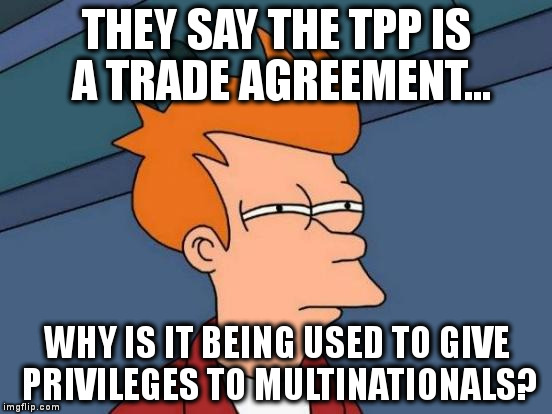 THEY SAY THE TPP IS
A TRADE AGREEMENT...
WHY IS IT BEING USED TO GIVE
PRIVILEGES TO MULTINATIONALS?
imgflip.com